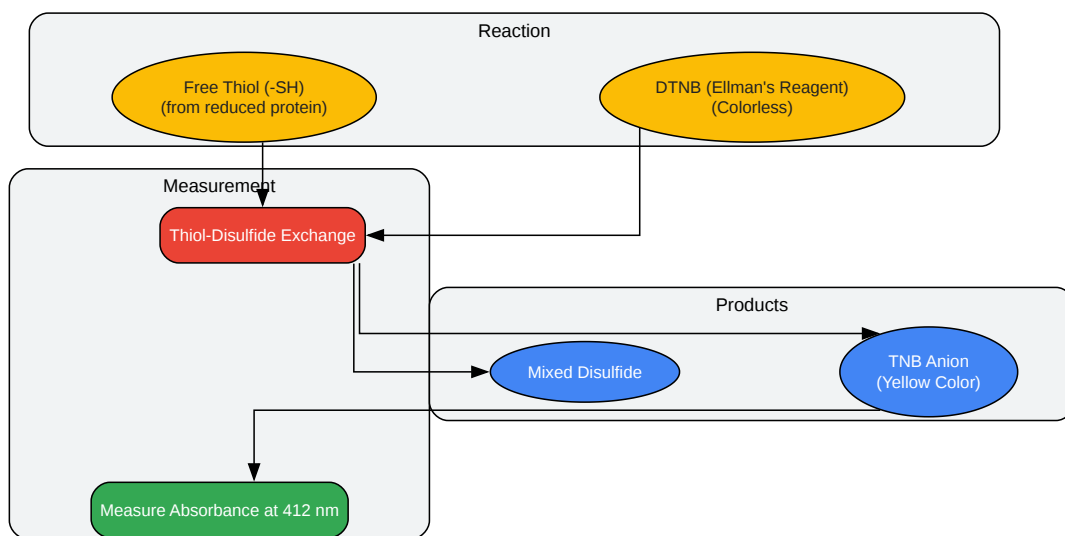 Reaction
Free Thiol (-SH)
(from reduced protein)
DTNB (Ellman's Reagent)
(Colorless)
Measurement
Thiol-Disulfide Exchange
Products
Mixed Disulfide
TNB Anion
(Yellow Color)
Measure Absorbance at 412 nm